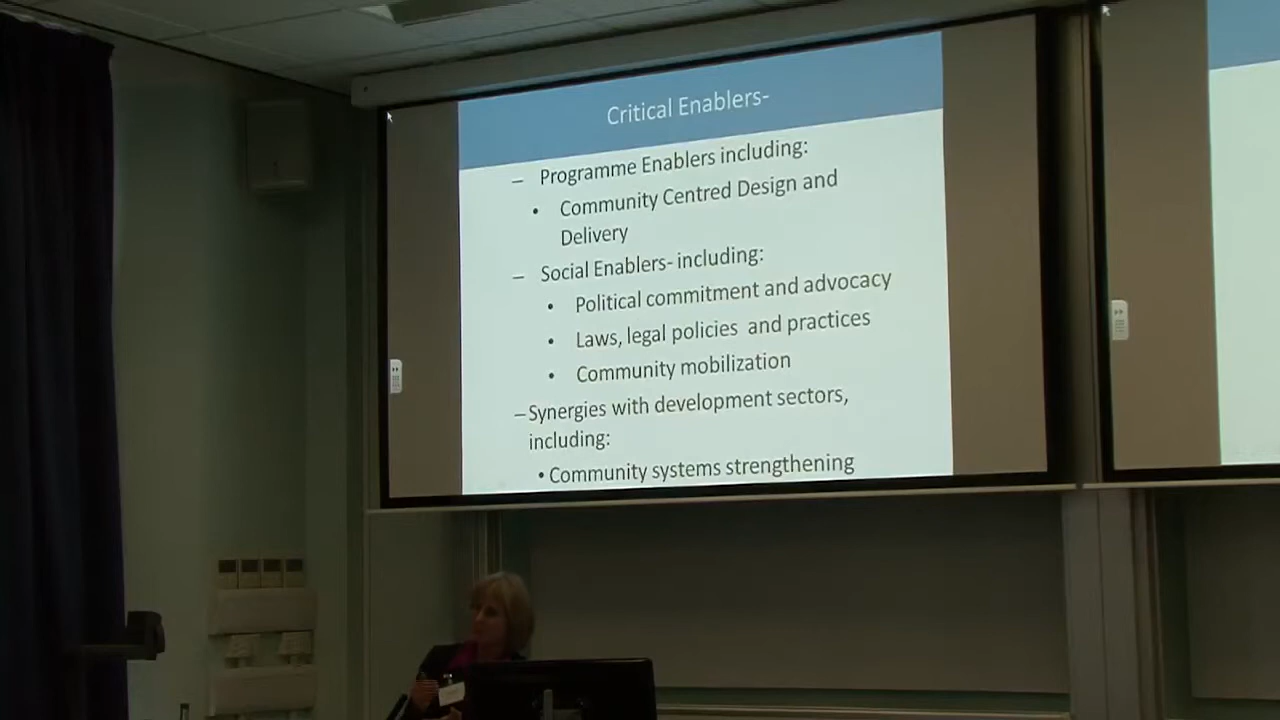 Critical Enablers-
– Programme Enablers including:
• Community Centred Design and
Delivery
– Social Enablers- including:
• Political commitment and advocacy
• Laws, legal policies and practices
• Community mobilization
– Synergies with development sectors,
including:
• Community systems strengthening